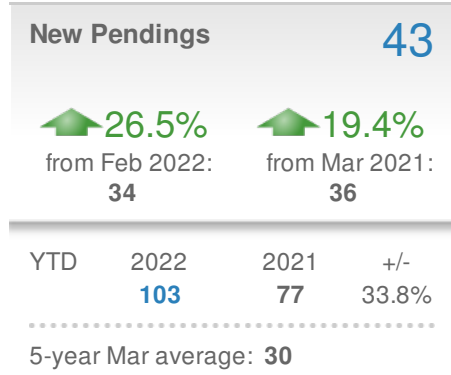 New Pendings 43
26.5% 19.4%
from Feb 2022: from Mar 2021:
34 36
YTD 2022 2021 +/-
103 77 33.8%
5-year Mar average: 30